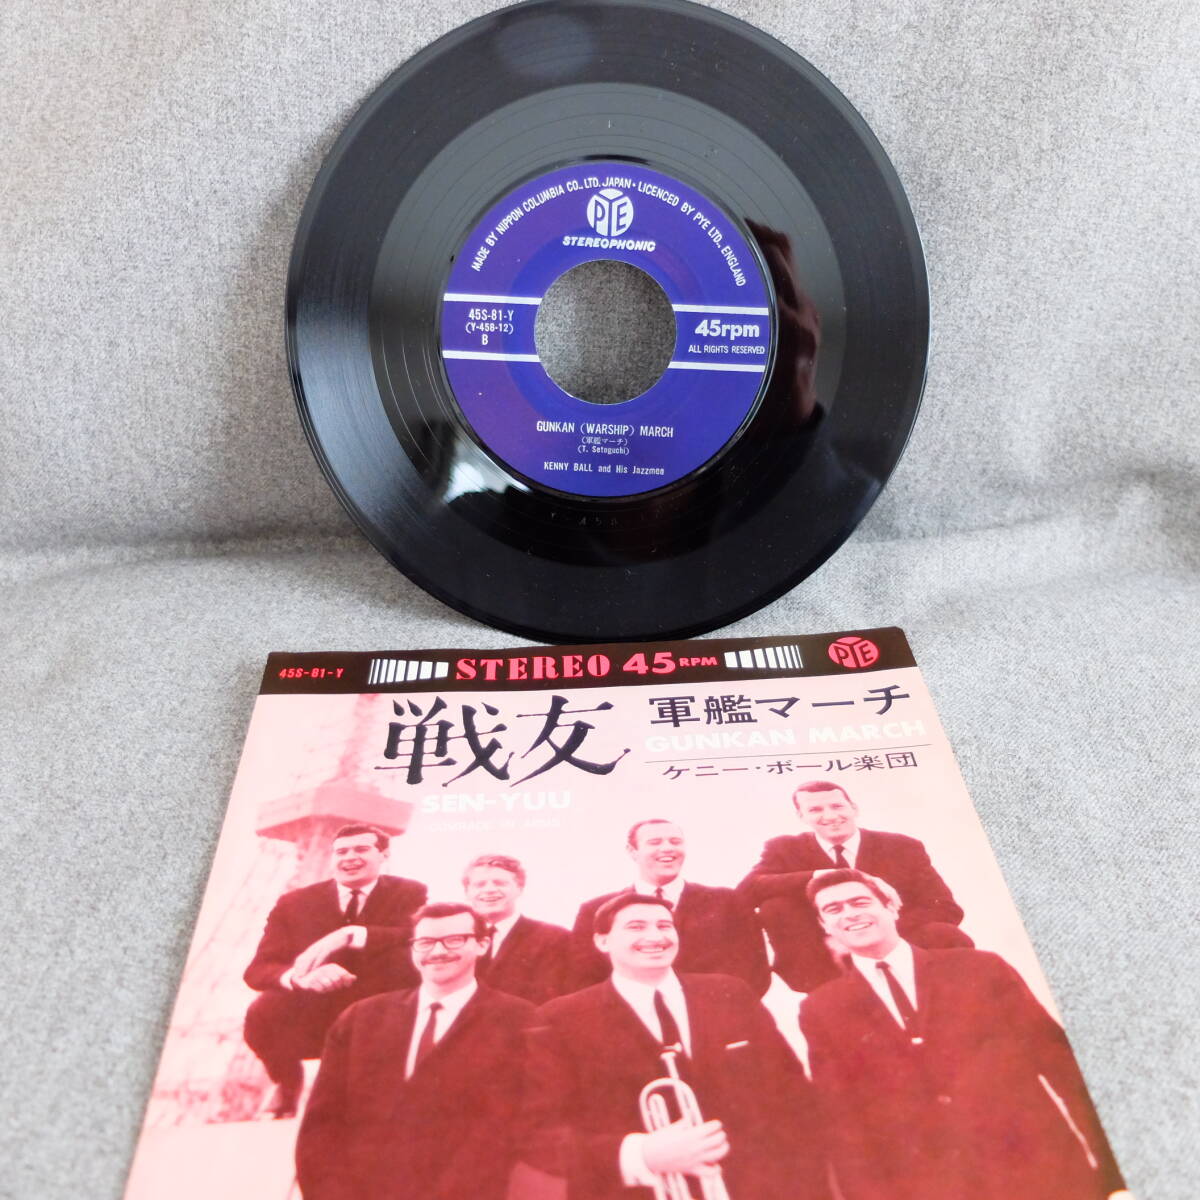 MADE BY NIPPON COLUMBIA CO., LTD. JAPAN • LICENCED BY PYE LTD., ENGLAND
PYE
STEREOPHONIC
45S-81-Y
(Y-45B-12)
B
45rpm
ALL RIGHTS RESERVED
GUNKAN (WARSHIP) MARCH
(軍艦マーチ)
(T. Setoguchi)
KENNY BALL and His Jazzmen
45S-81-Y
STEREO 45 RPM
PYE
戦友
軍艦マーチ
GUNKAN MARCH
ケニー・ボール楽団
SEN-YUU